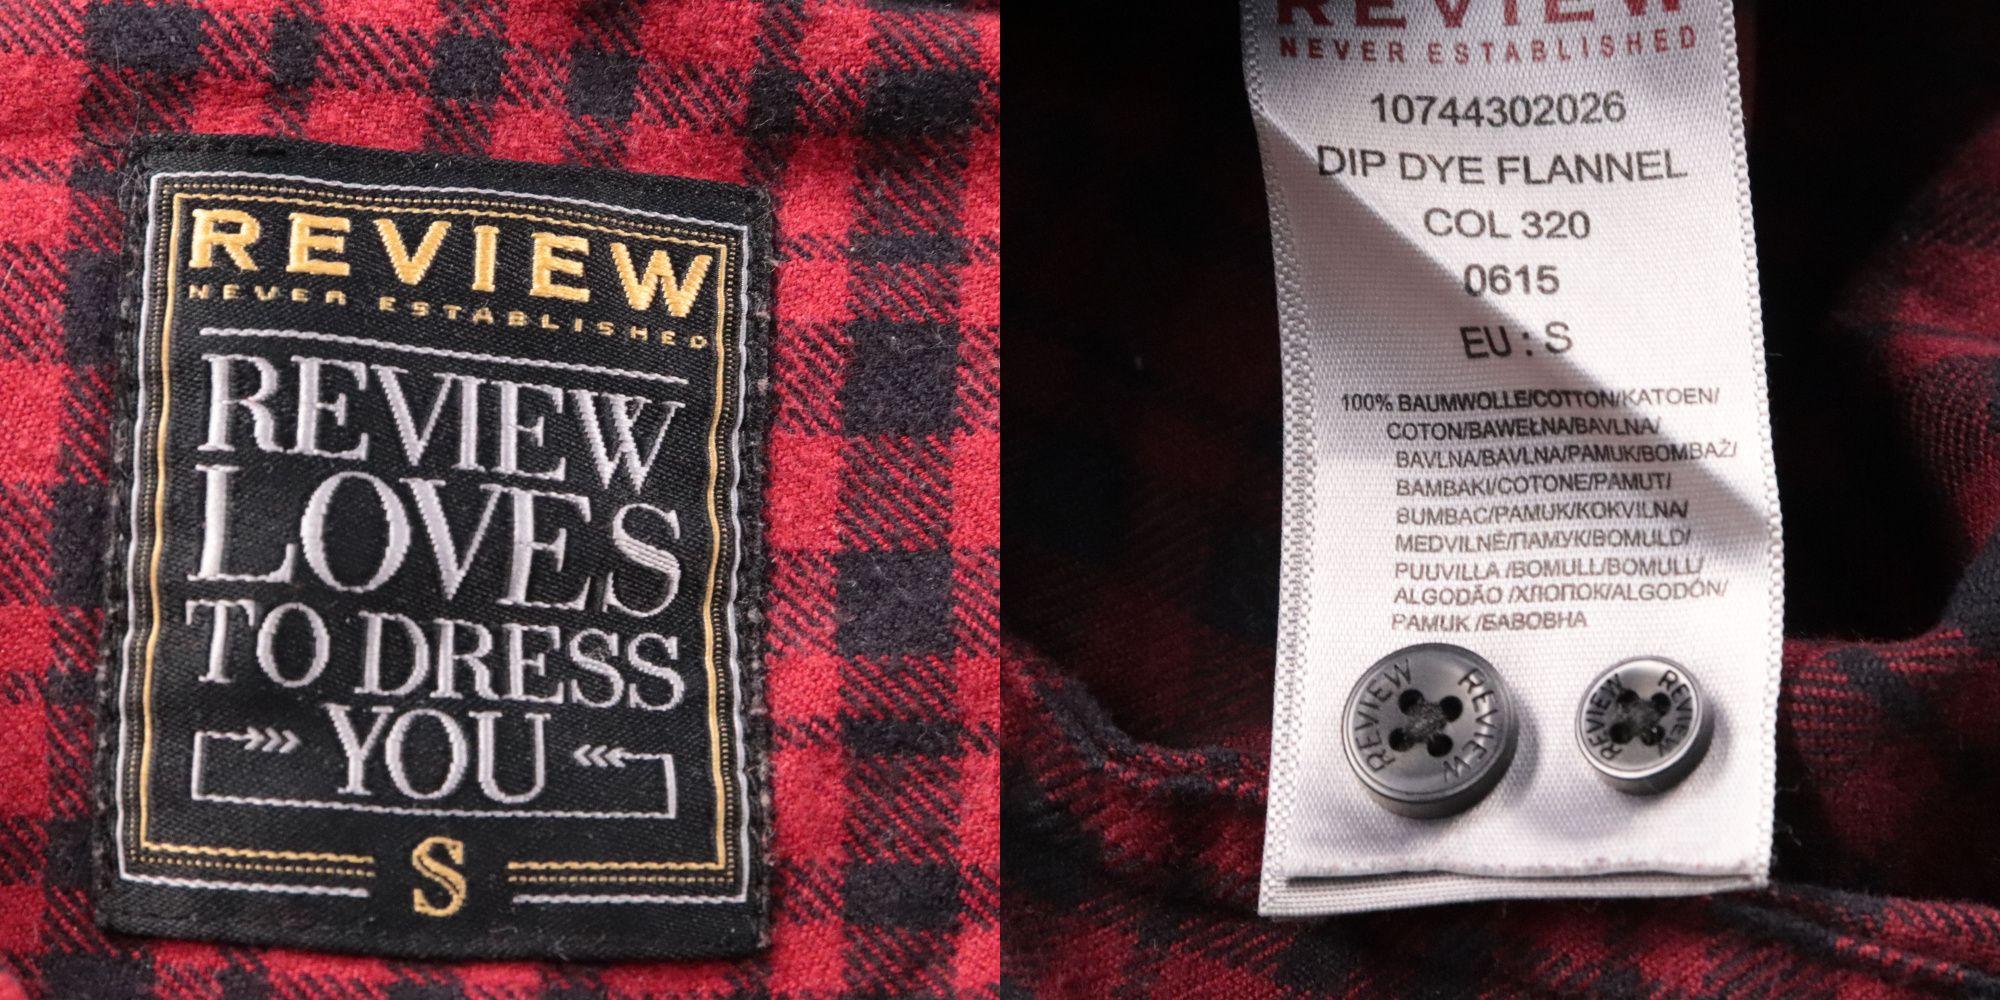 REVIEW
NEVER ESTABLISHED
REVIEW
LOVES
TO DRESS
YOU
S
REVIEW
NEVER ESTABLISHED
10744302026
DIP DYE FLANNEL
COL 320
0615
EU : S
100% BAUMWOLLE/COTTON/KATOEN/
COTON/BAWEŁNA/BAVLNA/
BAVLNA/BAVLNA/PAMUK/BOMBAŽ/
BAMBAKI/COTONE/PAMUT/
BUMBAC/PAMUK/KOKVILNA/
MEDVILNĖ/ПАМУК/BOMULD/
PUUVILLA /BOMULL/BOMULL/
ALGODÃO /ХЛОПОК/ALGODÓN/
PAMUK /БАВОВНА
REVIEW REVIEW
REVIEW REVIEW